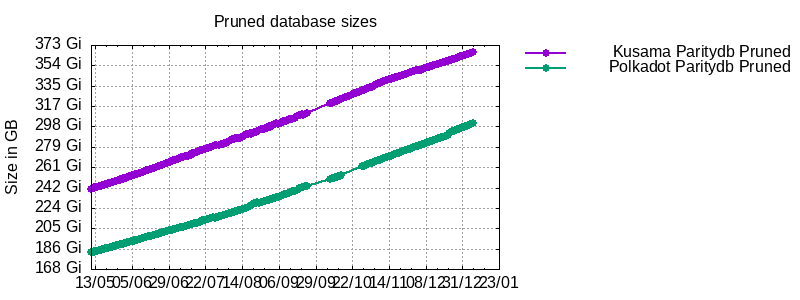 Pruned database sizes
Kusama Paritydb Pruned
Polkadot Paritydb Pruned
Size in GB
373 Gi
354 Gi
335 Gi
317 Gi
298 Gi
279 Gi
261 Gi
242 Gi
224 Gi
205 Gi
186 Gi
168 Gi
13/05 05/06 29/06 22/07 14/08 06/09 29/09 22/10 14/11 08/12 31/12 23/01